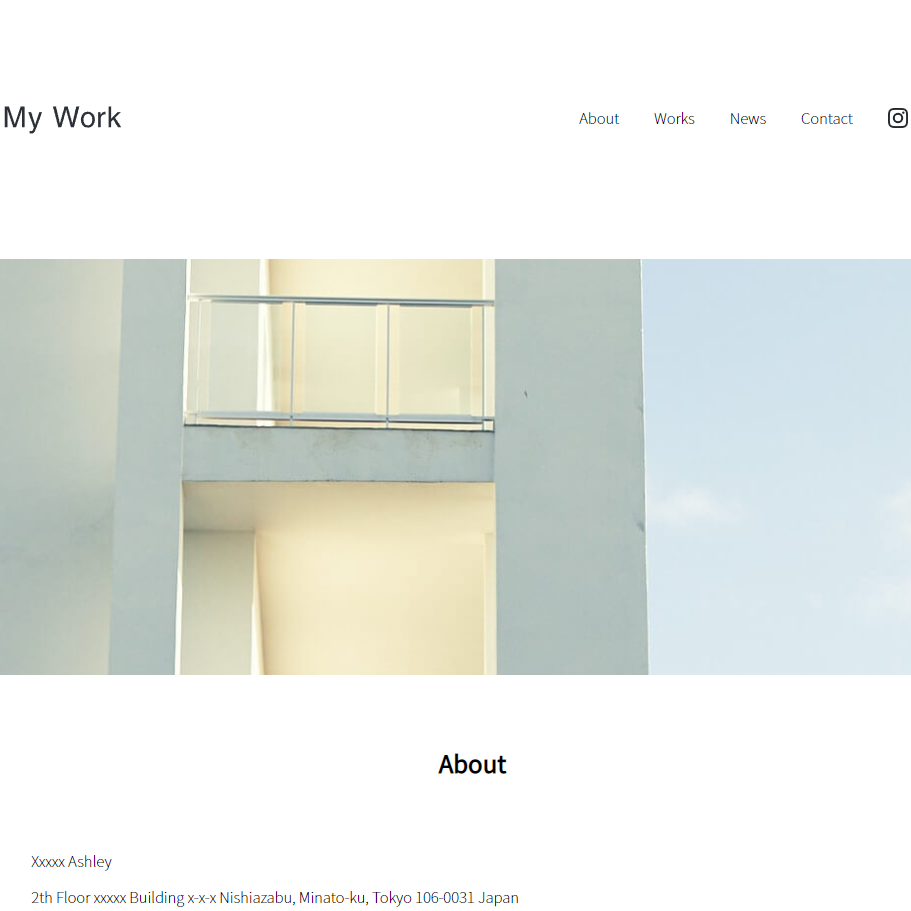 My Work
About Works News Contact
About
Xxxxx Ashley
2th Floor xxxxx Building x-x-x Nishiazabu, Minato-ku, Tokyo 106-0031 Japan